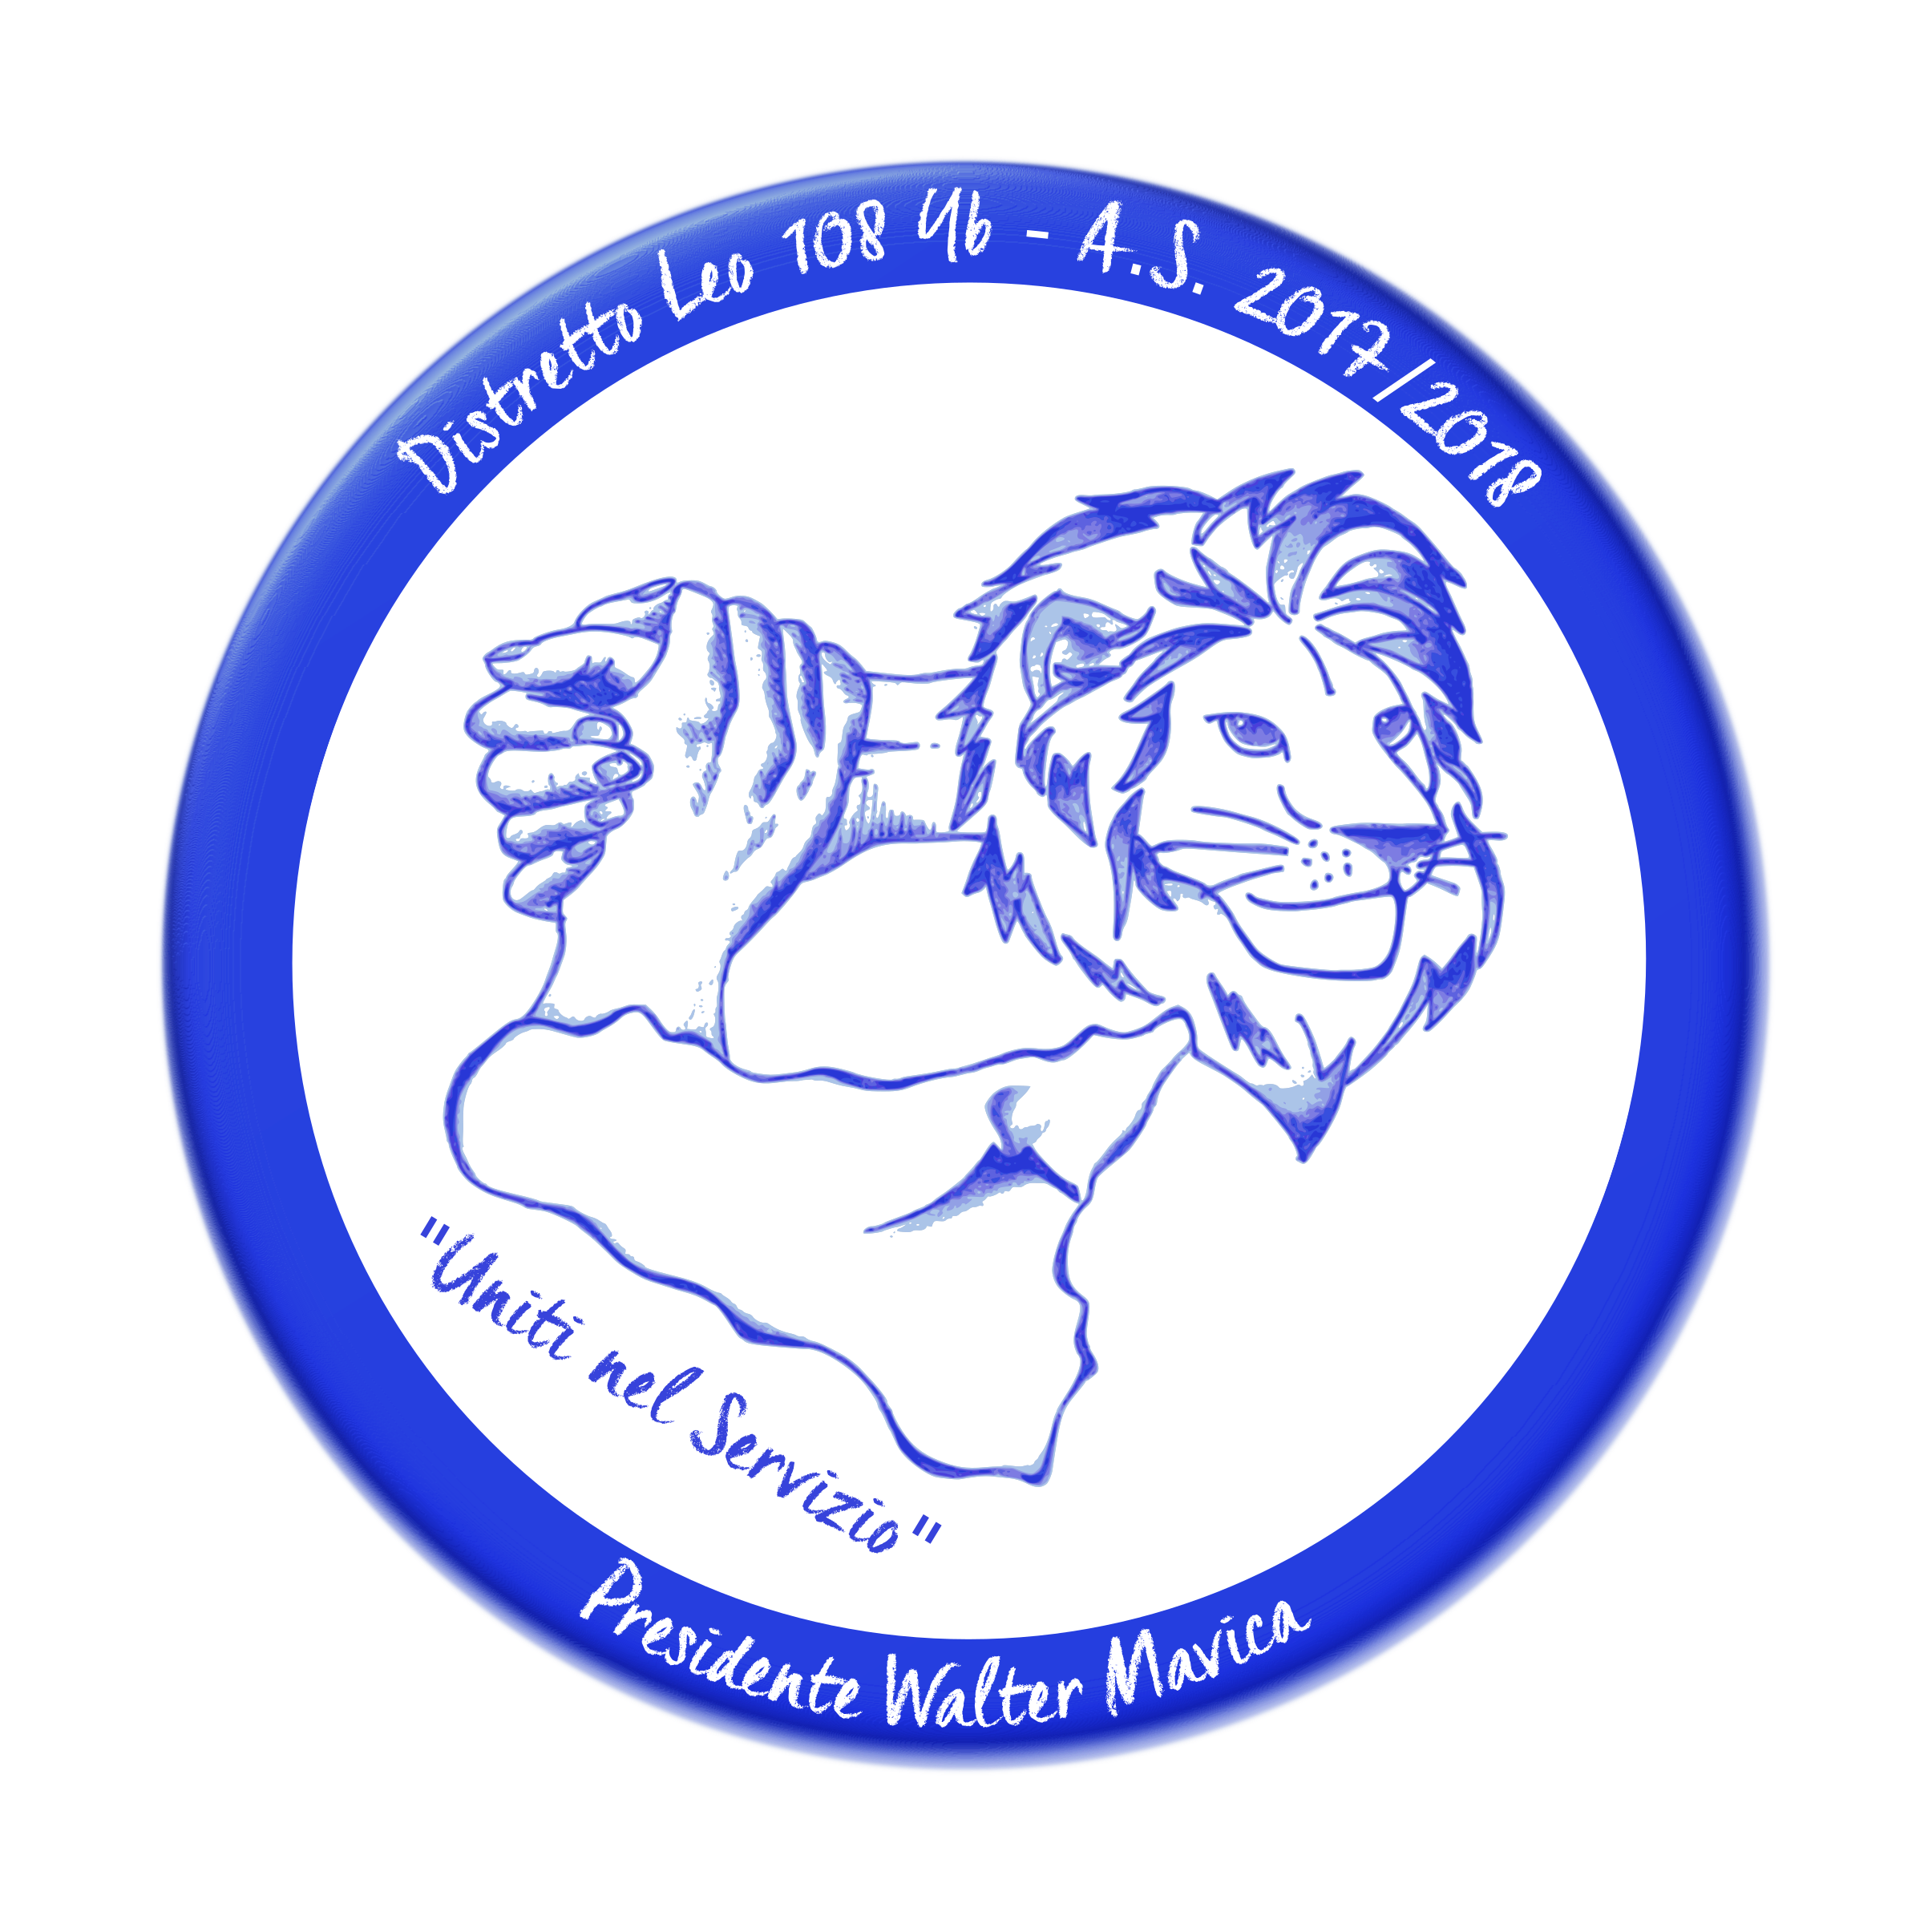 Distretto Leo 108 Yb - A.S. 2017/2018
"Uniti nel Servizio"
Presidente Walter Mavica